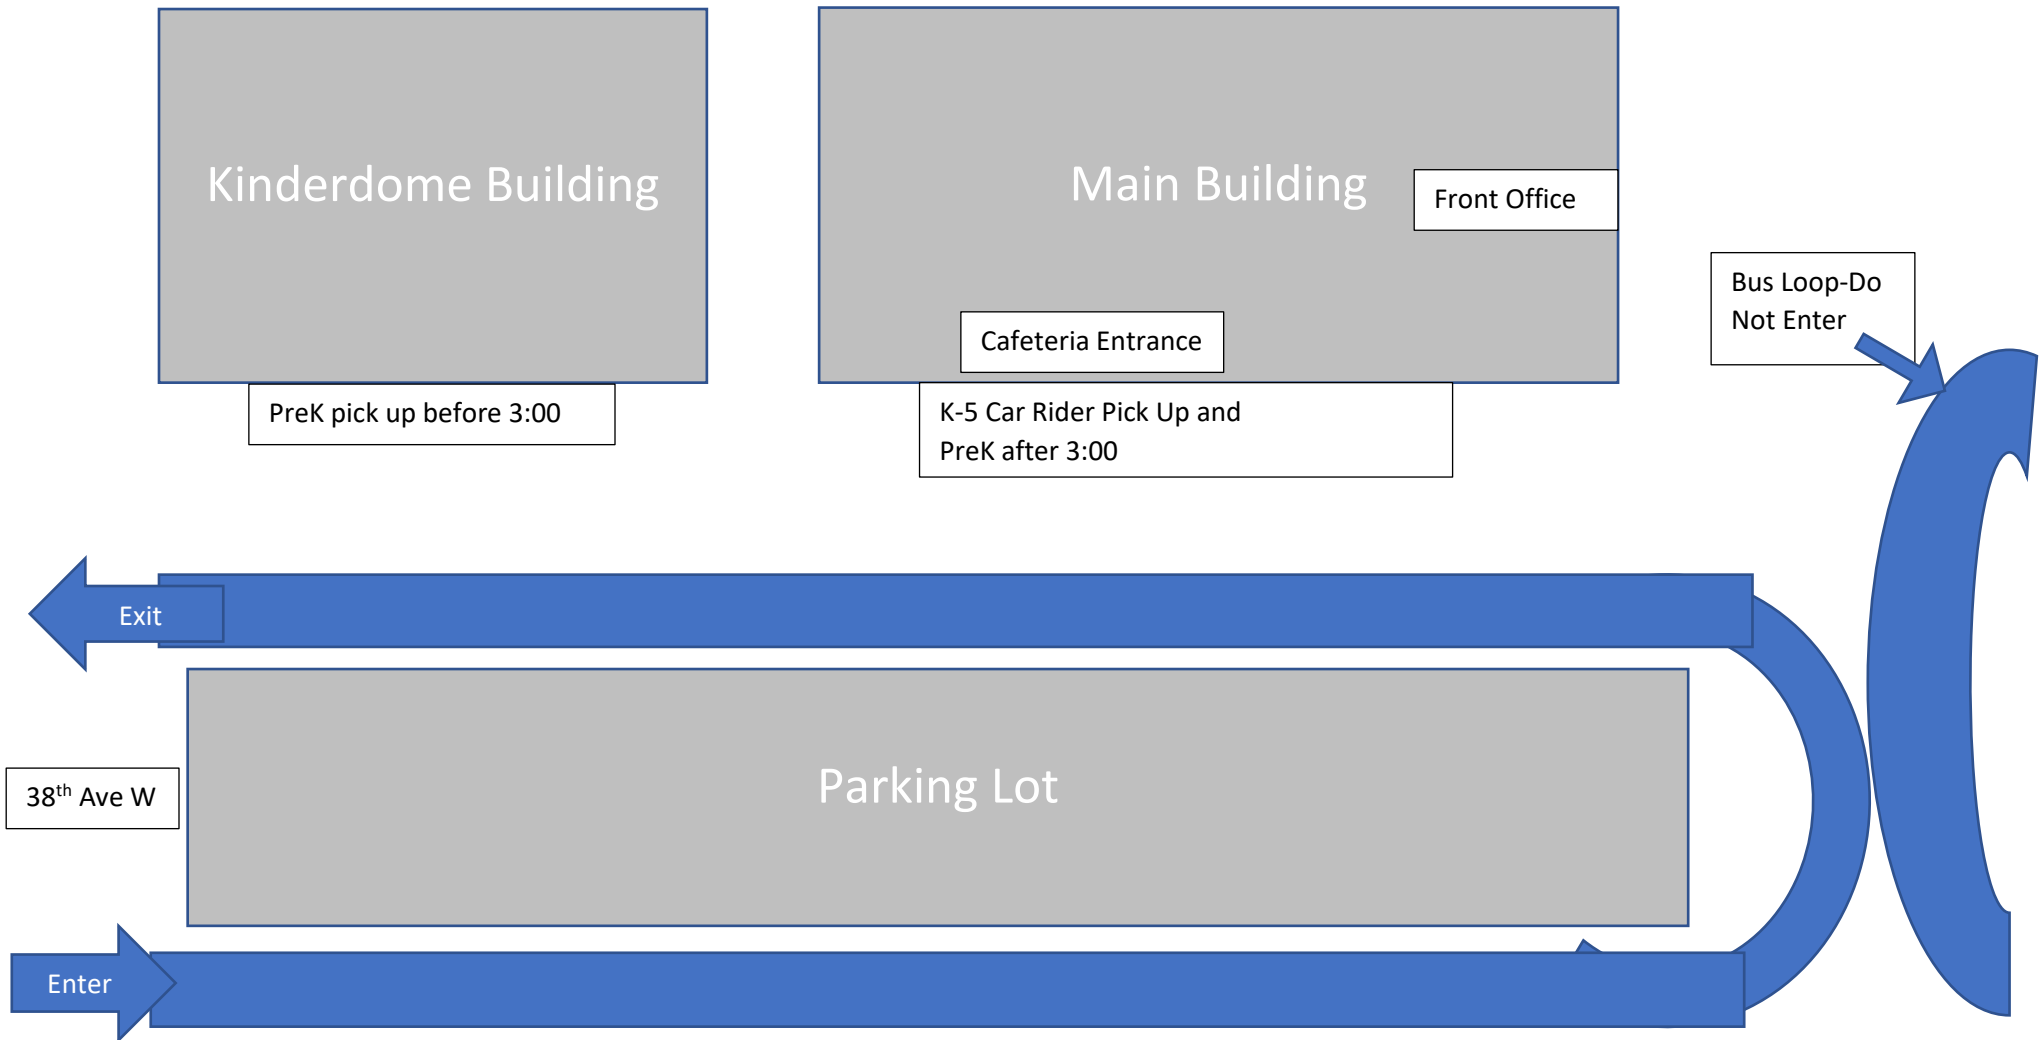 Kinderdome Building
Main Building
Front Office
Bus Loop-Do
Not Enter
Cafeteria Entrance
PreK pick up before 3:00
K-5 Car Rider Pick Up and
PreK after 3:00
Exit
Parking Lot
38th Ave W
Enter